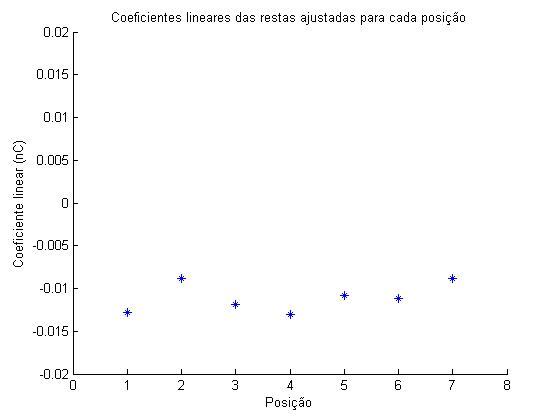 Coeficientes lineares das restas ajustadas para cada posição
0.02
0.015
0.01
0.005
0
-0.005
-0.01
-0.015
-0.02
Coeficiente linear (nC)
0 1 2 3 4 5 6 7 8
Posição